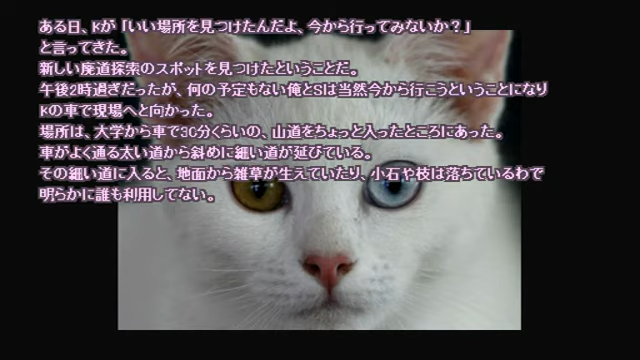 ある日、Kが「いい場所を見つけたんだよ、今から行ってみないか？」
と言ってきた。
新しい廃道探索のスポットを見つけたということだ。
午後2時過ぎだったが、何の予定もない俺とSは当然今から行こうということになり
Kの車で現場へと向かった。
場所は、大学から車で30分くらいの、山道をちょっと入ったところにあった。
車がよく通る太い道から斜めに細い道が延びている。
その細い道に入ると、地面から雑草が生えていたり、小石や枝は落ちているわで
明らかに誰も利用してない。